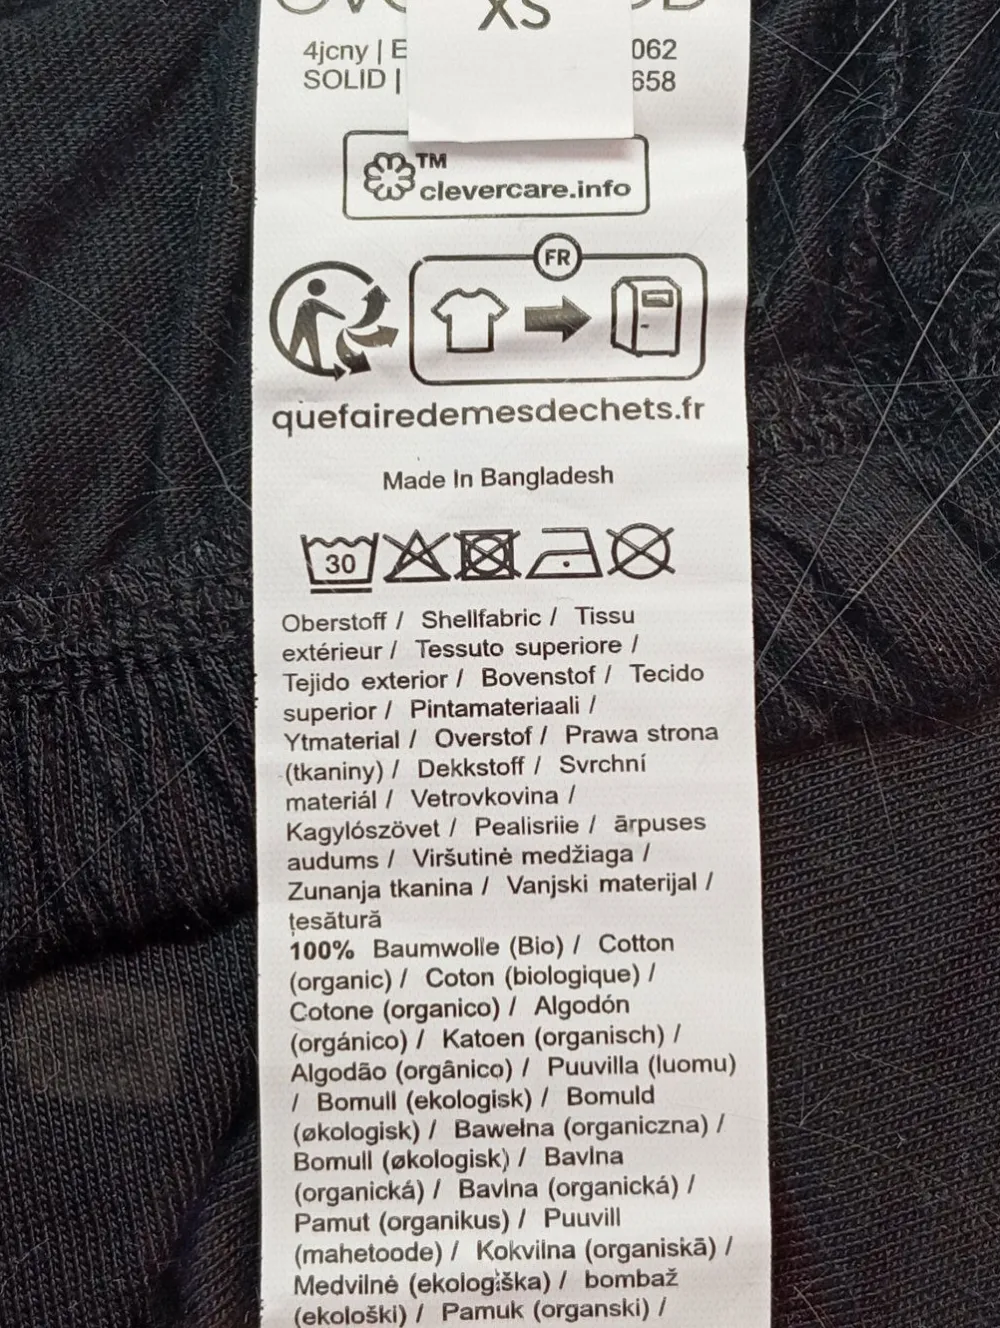 XS
4jcny | E
062
SOLID |
658
TM
clevercare.info
FR
quefairedemesdechets.fr
Made In Bangladesh
30
Oberstoff / Shellfabric / Tissu
extérieur / Tessuto superiore /
Tejido exterior / Bovenstof / Tecido
superior / Pintamateriaali /
Ytmaterial / Overstof / Prawa strona
(tkaniny) / Dekkstoff / Svrchní
materiál / Vetrovkovina /
Kagylószövet / Pealisriie / ārpuses
audums / Viršutinė medžiaga /
Zunanja tkanina / Vanjski materijal /
țesătură
100% Baumwolle (Bio) / Cotton
(organic) / Coton (biologique) /
Cotone (organico) / Algodón
(orgánico) / Katoen (organisch) /
Algodão (orgânico) / Puuvilla (luomu)
/ Bomull (ekologisk) / Bomuld
(økologisk) / Bawełna (organiczna) /
Bomull (økologisk) / Bavlna
(organická) / Bavlna (organická) /
Pamut (organikus) / Puuvill
(mahetoode) / Kokvilna (organiskā) /
Medvilnė (ekologiška) / bombaž
(ekološki) / Pamuk (organski) /